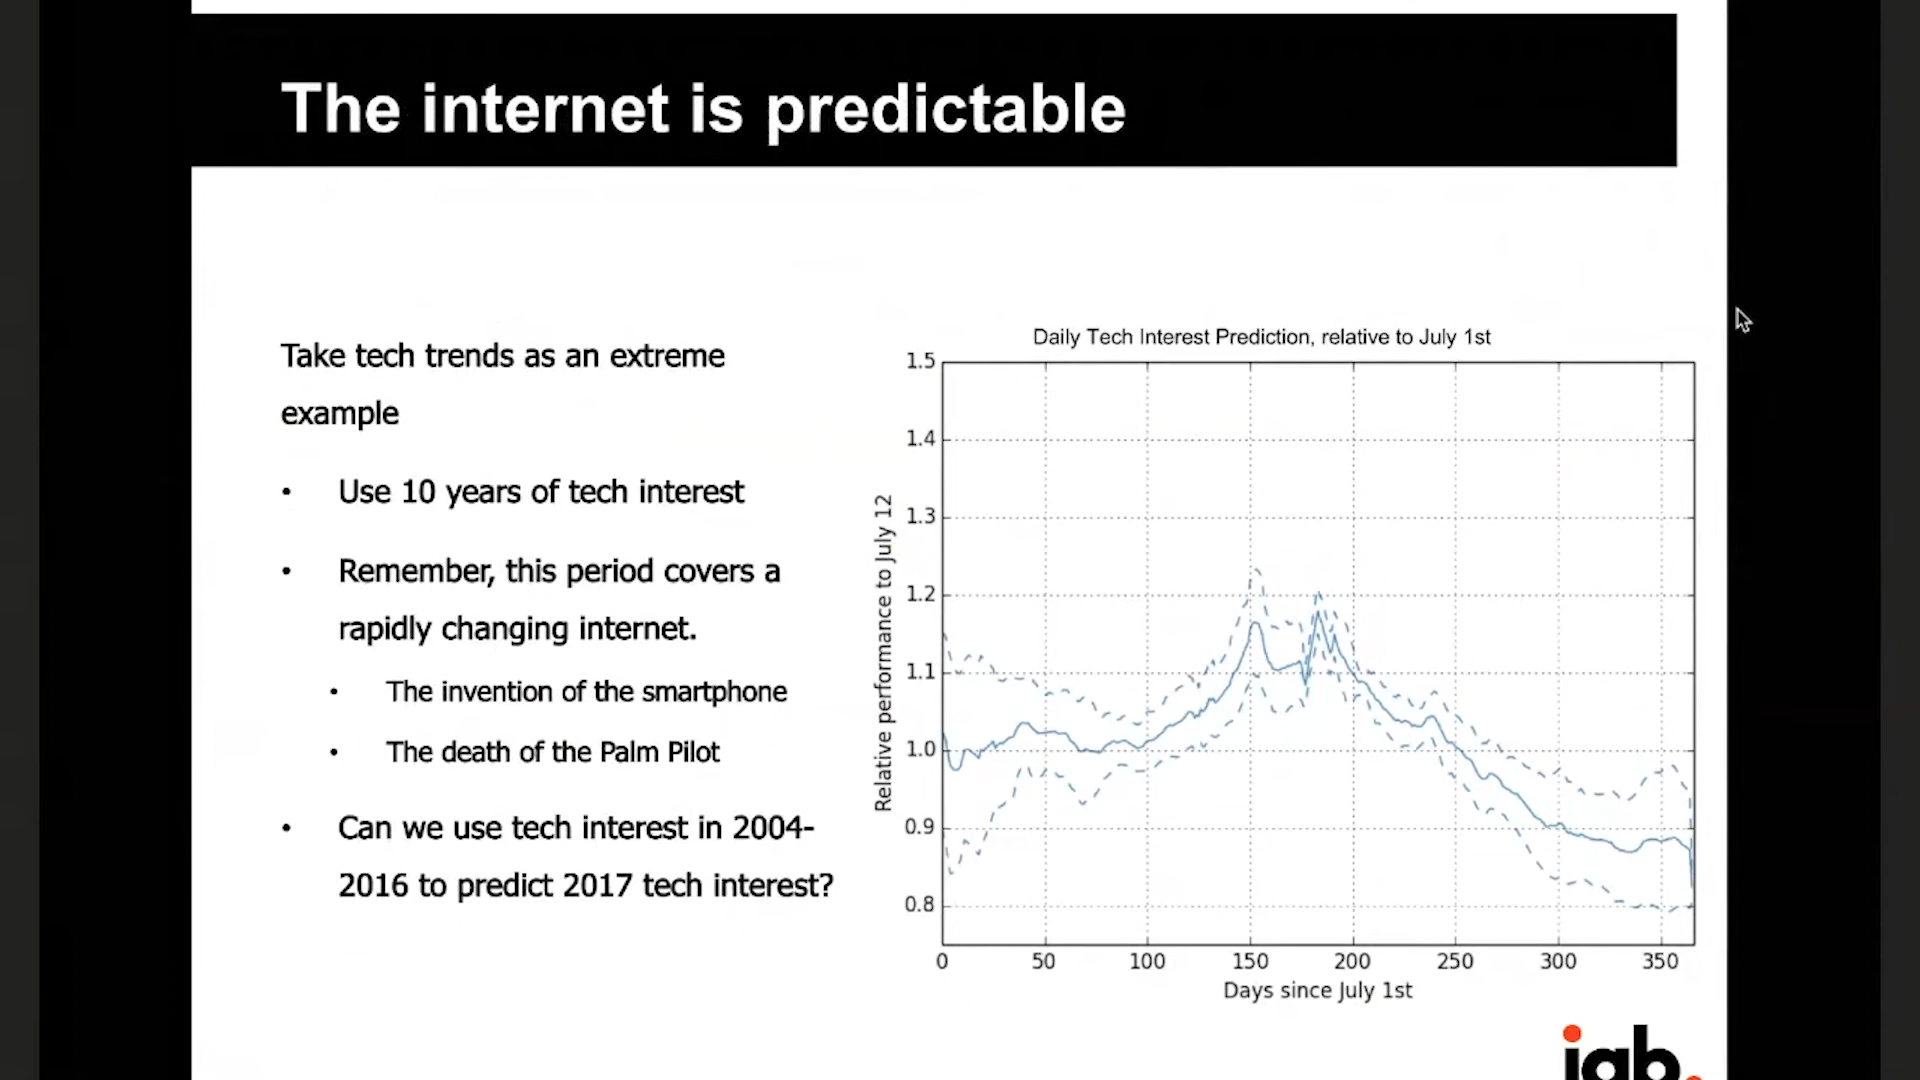 The internet is predictable
Take tech trends as an extreme
example
• Use 10 years of tech interest
• Remember, this period covers a
rapidly changing internet.
• The invention of the smartphone
• The death of the Palm Pilot
• Can we use tech interest in 2004-
2016 to predict 2017 tech interest?
Daily Tech Interest Prediction, relative to July 1st
Relative performance to July 12
1.5
1.4
1.3
1.2
1.1
1.0
0.9
0.8
0 50 100 150 200 250 300 350
Days since July 1st
iab.